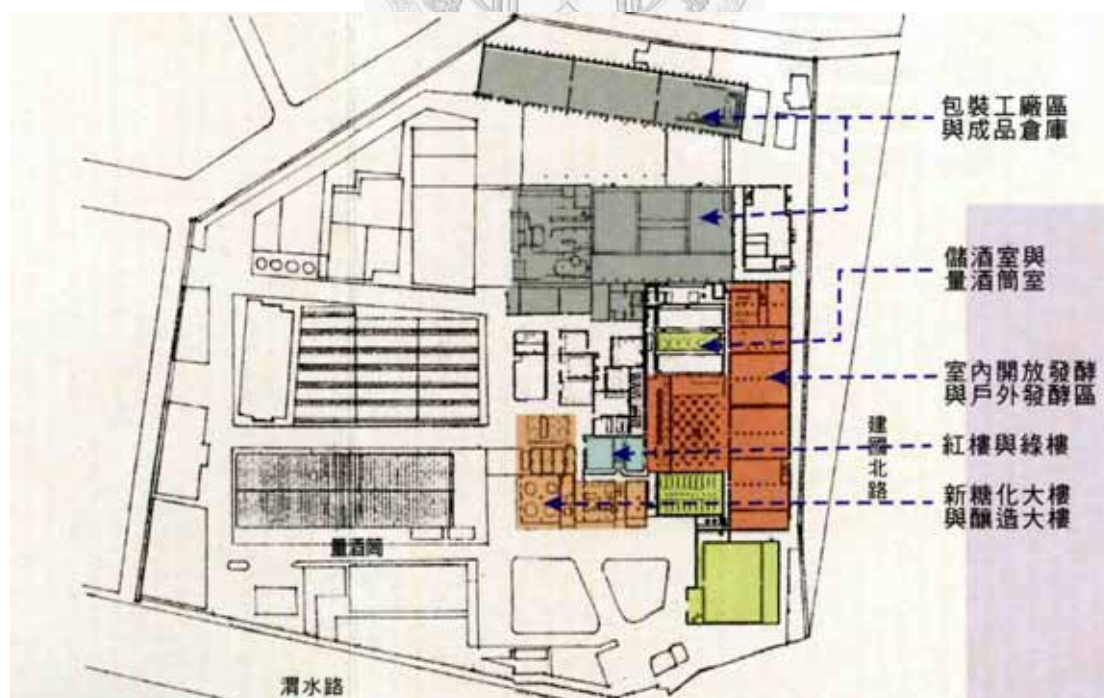 包裝工廠區
與成品倉庫
儲酒室與
量酒筒室
室內開放發酵
與戶外發酵區
建國北路
紅樓與綠樓
新糖化大樓
與釀造大樓
量酒筒
渭水路